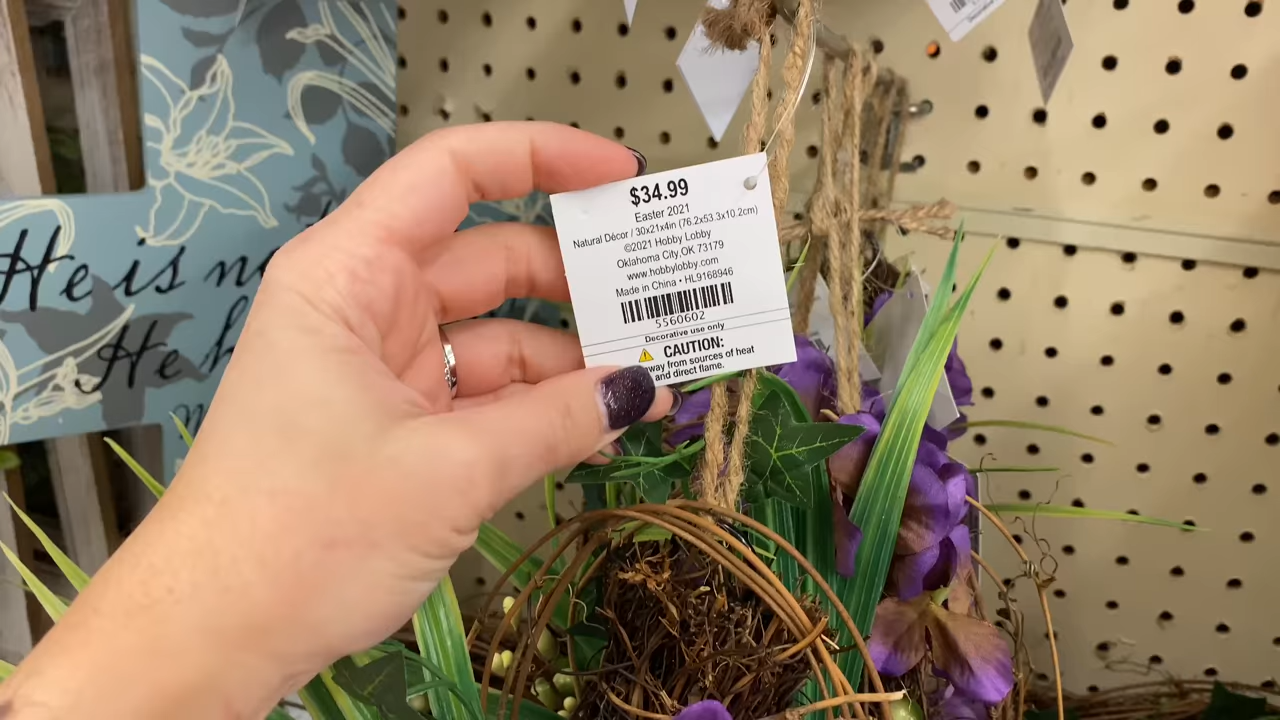 He is no
He h
$34.99
Easter 2021
Natural Décor / 30x21x4in (76.2x53.3x10.2cm)
©2021 Hobby Lobby
Oklahoma City, OK 73179
www.hobbylobby.com
Made in China • HL9168946
5560602
Decorative use only
CAUTION:
away from sources of heat
and direct flame.